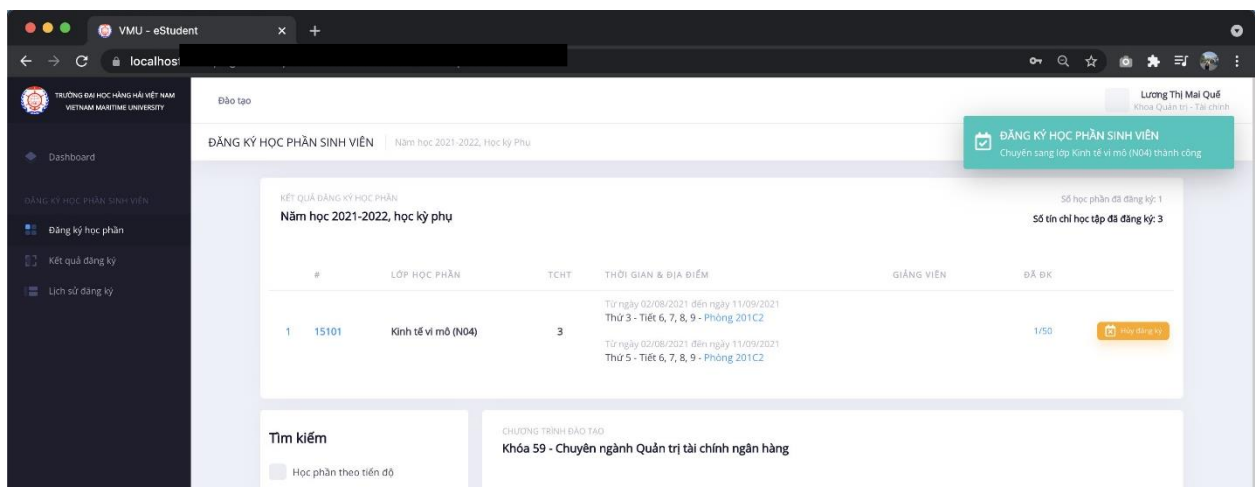 VMU - eStudent
localhost
TRƯỜNG ĐẠI HỌC HÀNG HẢI VIỆT NAM
VIETNAM MARITIME UNIVERSITY
Đào tạo
Lương Thị Mai Quế
Khoa Quản trị - Tài chính
ĐĂNG KÝ HỌC PHẦN SINH VIÊN
Năm học 2021-2022, Học kỳ Phụ
ĐĂNG KÝ HỌC PHẦN SINH VIÊN
Chuyển sang lớp Kinh tế vi mô (N04) thành công
Dashboard
ĐĂNG KÝ HỌC PHẦN SINH VIÊN
Đăng ký học phần
Kết quả đăng ký
Lịch sử đăng ký
KẾT QUẢ ĐĂNG KÝ HỌC PHẦN
Năm học 2021-2022, học kỳ phụ
Số học phần đã đăng ký: 1
Số tín chỉ học tập đã đăng ký: 3
# LỚP HỌC PHẦN TCHT THỜI GIAN & ĐỊA ĐIỂM GIẢNG VIÊN ĐÃ ĐK
Từ ngày 02/08/2021 đến ngày 11/09/2021
Thứ 3 - Tiết 6, 7, 8, 9 - Phòng 201C2
1 15101 Kinh tế vi mô (N04) 3 1/50 Hủy đăng ký
Từ ngày 02/08/2021 đến ngày 11/09/2021
Thứ 5 - Tiết 6, 7, 8, 9 - Phòng 201C2
Tìm kiếm
Học phần theo tiến độ
CHƯƠNG TRÌNH ĐÀO TẠO
Khóa 59 - Chuyên ngành Quản trị tài chính ngân hàng